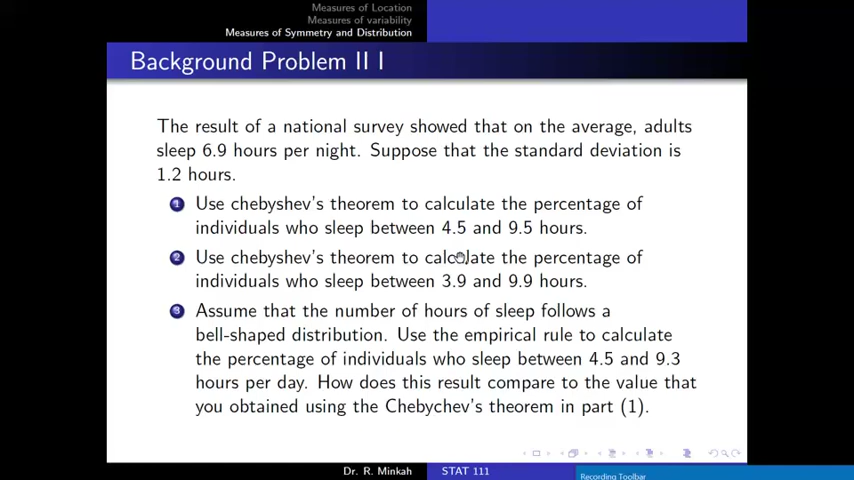 Measures of Location
Measures of variability
Measures of Symmetry and Distribution
Background Problem II I
The result of a national survey showed that on the average, adults
sleep 6.9 hours per night. Suppose that the standard deviation is
1.2 hours.
1 Use chebyshev's theorem to calculate the percentage of
individuals who sleep between 4.5 and 9.5 hours.
2 Use chebyshev's theorem to calculate the percentage of
individuals who sleep between 3.9 and 9.9 hours.
3 Assume that the number of hours of sleep follows a
bell-shaped distribution. Use the empirical rule to calculate
the percentage of individuals who sleep between 4.5 and 9.3
hours per day. How does this result compare to the value that
you obtained using the Chebychev's theorem in part (1).
Dr. R. Minkah STAT 111
Recording Toolbar